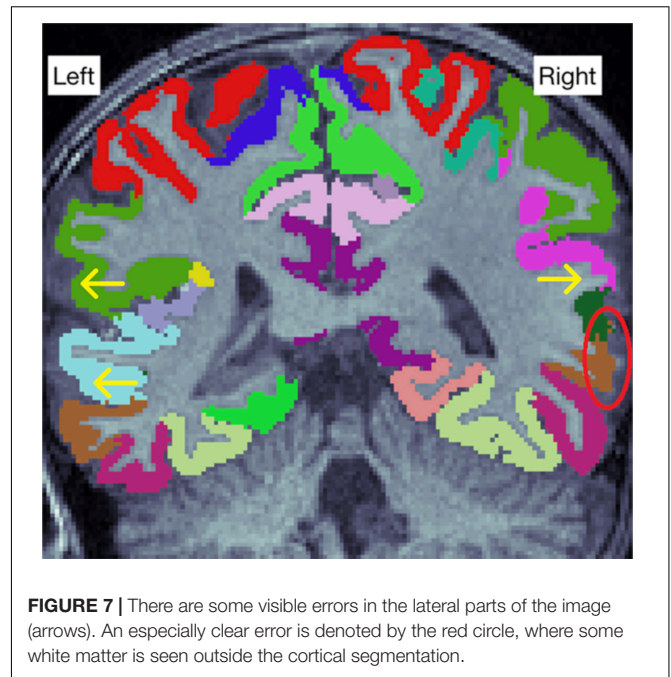 Left
Right
FIGURE 7 | There are some visible errors in the lateral parts of the image
(arrows). An especially clear error is denoted by the red circle, where some
white matter is seen outside the cortical segmentation.